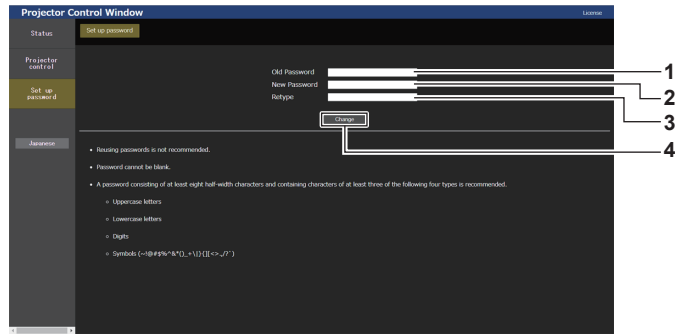 Projector Control Window
License
Status
Set up password
Projector
control
Set up
password
Japanese
Old Password
1
New Password
2
Retype
3
Change
4
• Reusing passwords is not recommended.
• Password cannot be blank.
• A password consisting of at least eight half-width characters and containing characters of at least three of the following four types is recommended.
○ Uppercase letters
○ Lowercase letters
○ Digits
○ Symbols (~!@#$%^&*()_+\|}{][<>.,/?`)